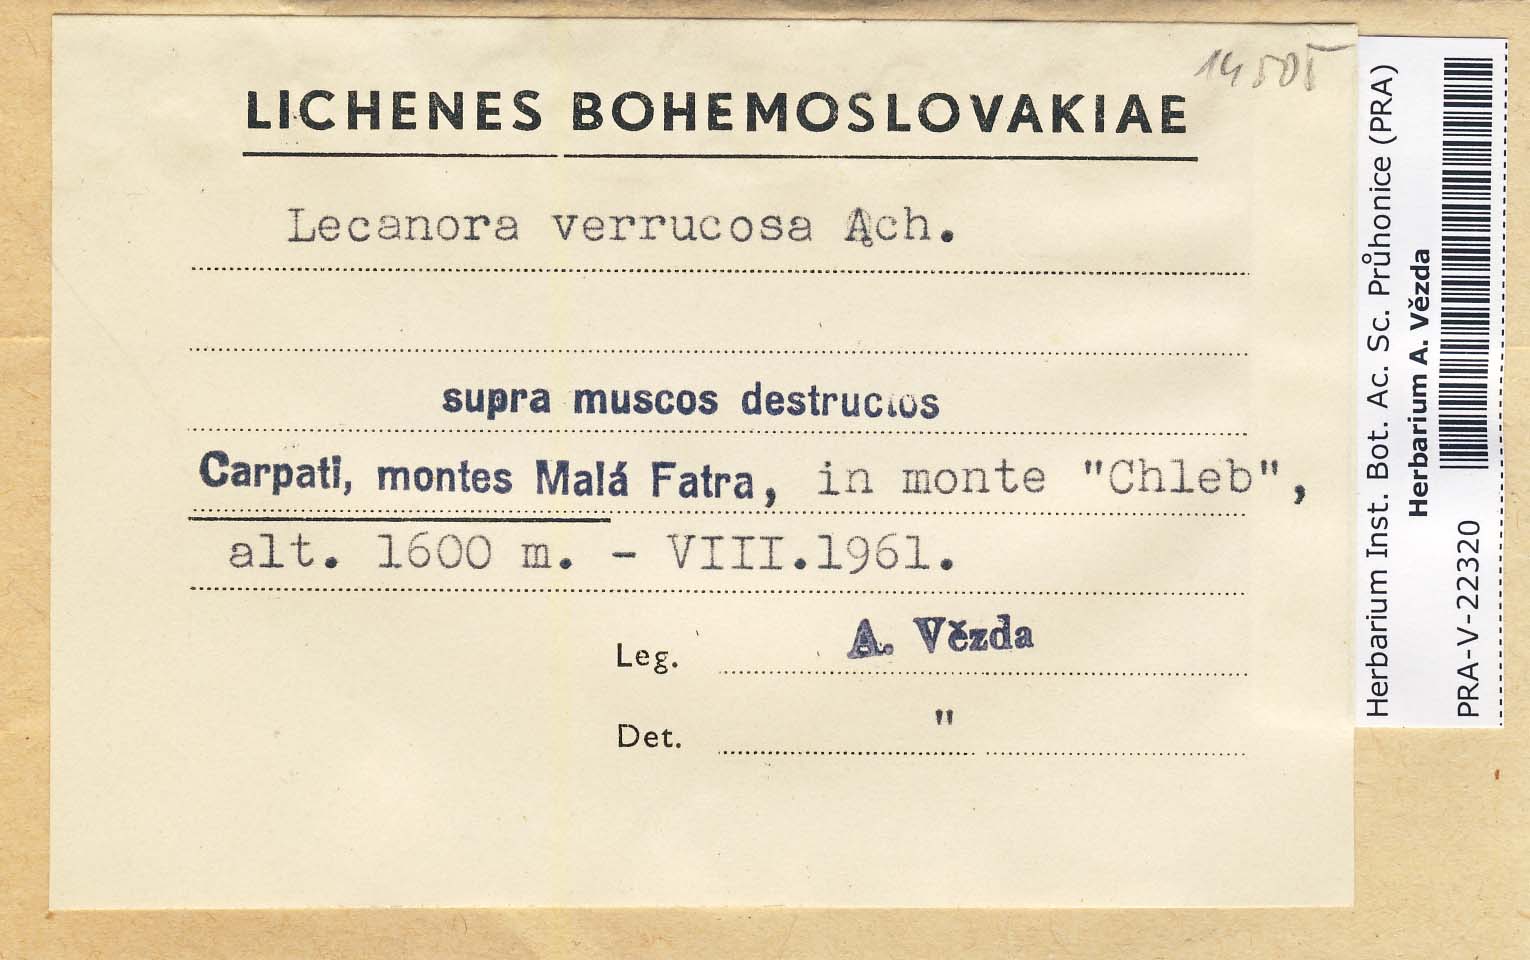 14505
LICHENES BOHEMOSLOVAKIAE
Lecanora verrucosa Ach.
supra muscos destructos
Carpati, montes Malá Fatra, in monte "Chleb",
alt. 1600 m. - VIII.1961.
Leg. A. Vězda
Det. "
Herbarium Inst. Bot. Ac. Sc. Průhonice (PRA)
Herbarium A. Vězda
PRA-V-22320